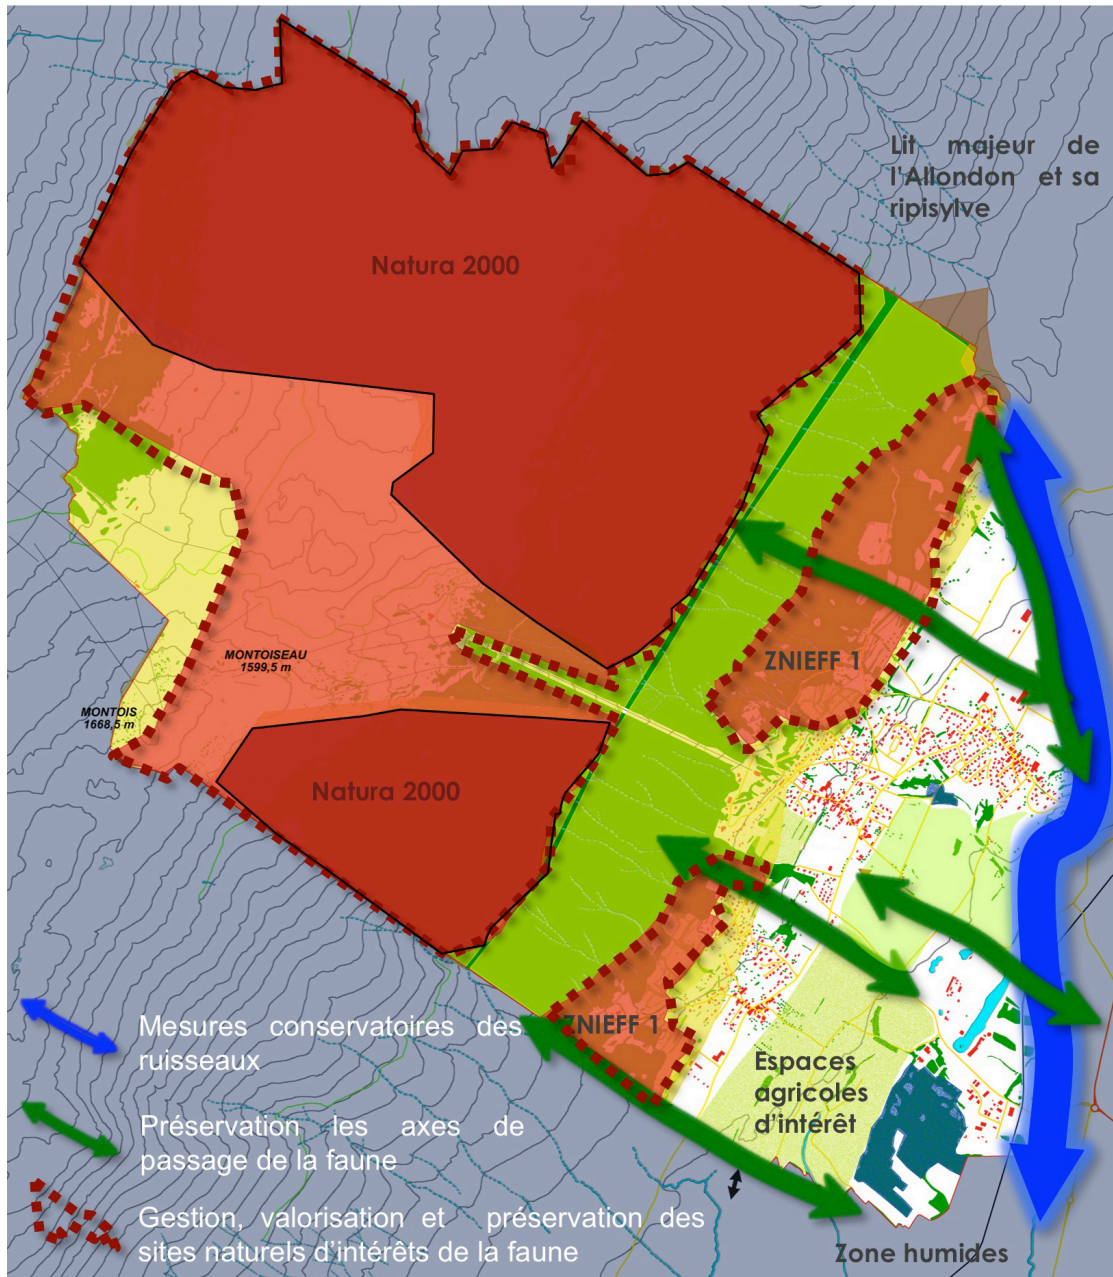 Lit majeur de
l'Allondon et sa
ripisylve
Natura 2000
MONTOISEAU
1599,5 m
ZNIEFF 1
MONTOIS
1668,5 m
Natura 2000
ZNIEFF 1
Mesures conservatoires des
ruisseaux
Espaces
agricoles
d'intérêt
Préservation les axes de
passage de la faune
Gestion, valorisation et préservation des
sites naturels d'intérêts de la faune
Zone humides